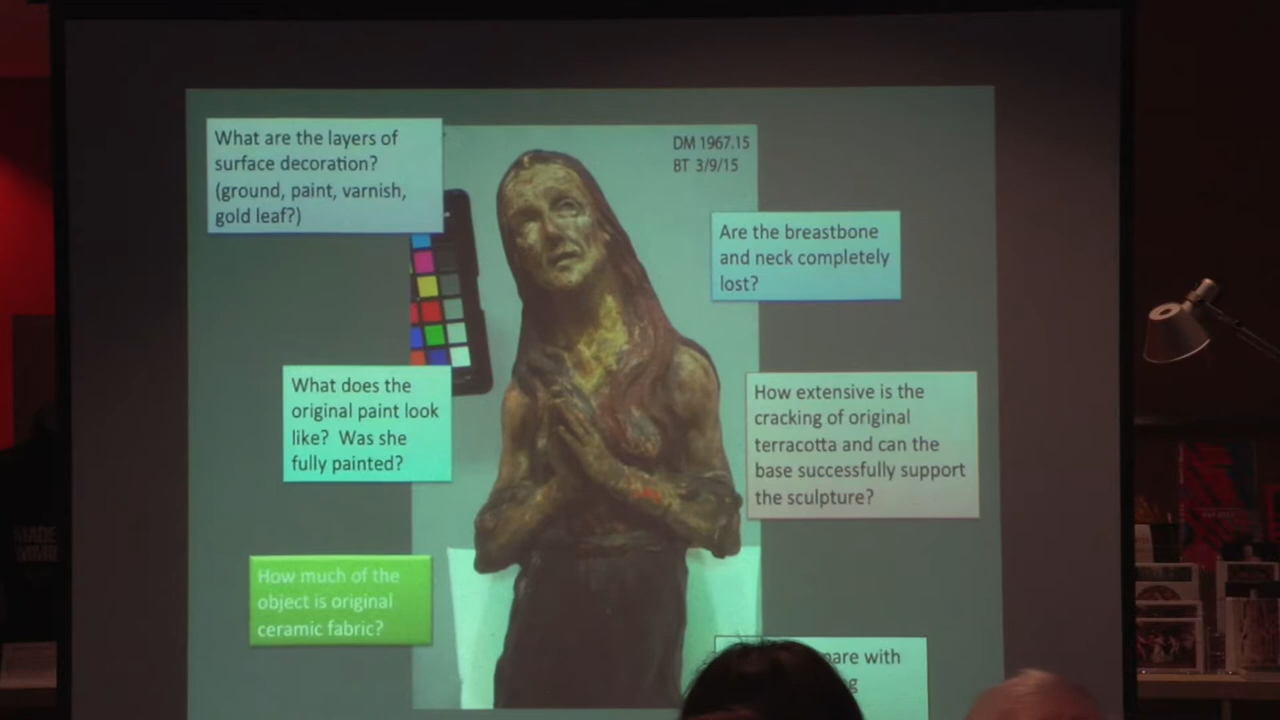 What are the layers of
surface decoration?
(ground, paint, varnish,
gold leaf?)
DM 1967.15
BT 3/9/15
Are the breastbone
and neck completely
lost?
What does the
original paint look
like? Was she
fully painted?
How extensive is the
cracking of original
terracotta and can the
base successfully support
the sculpture?
How much of the
object is original
ceramic fabric?
with
MADE